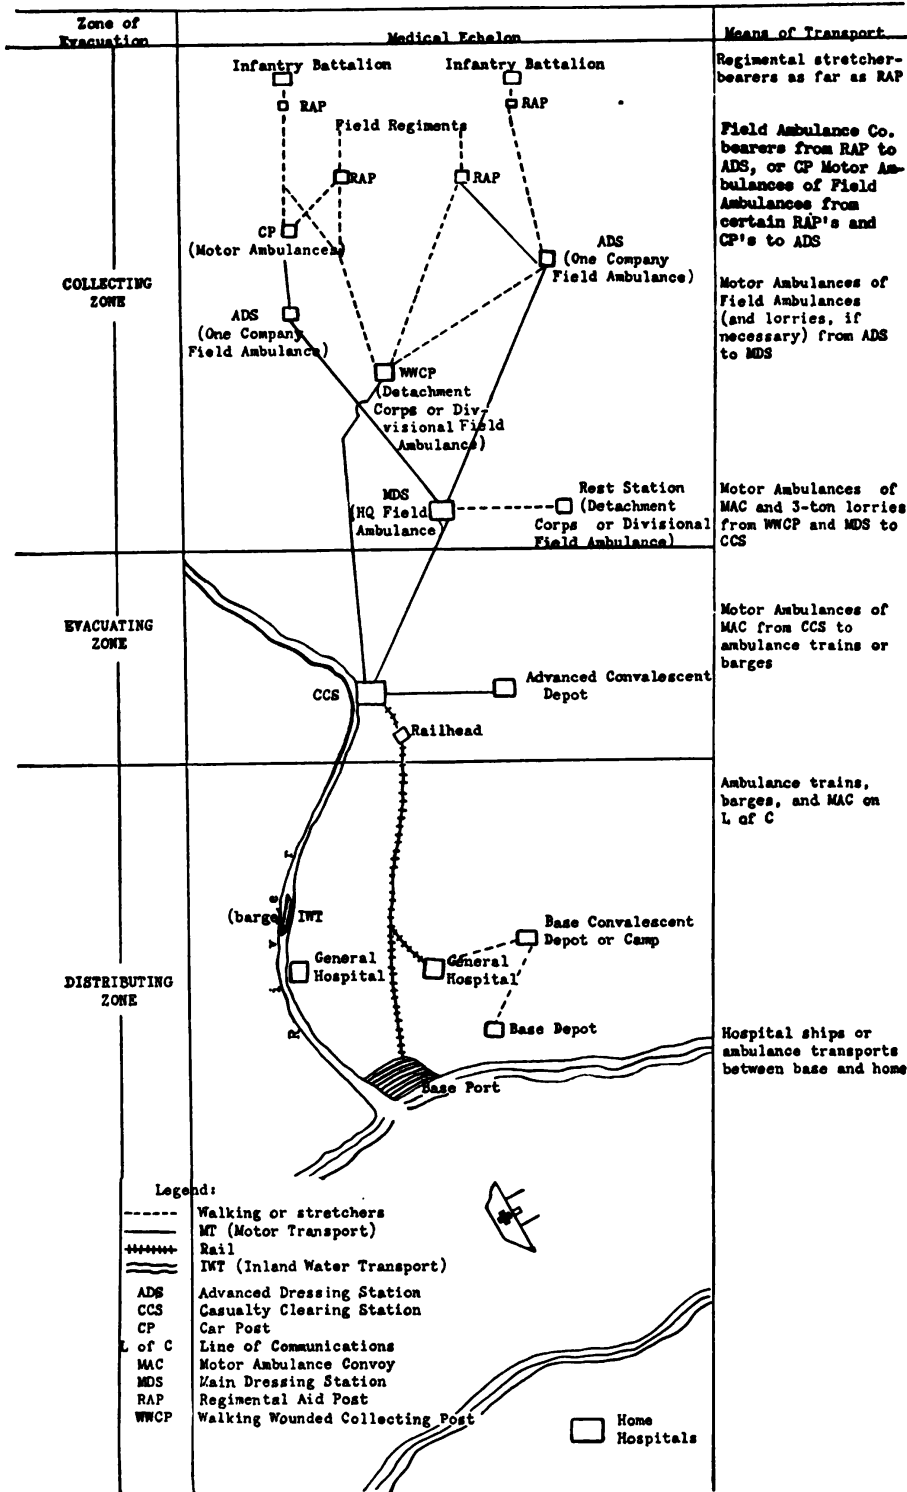 Zone of
Evacuation
Medical Echelon
Means of Transport
Infantry Battalion
Infantry Battalion
RAP
RAP
Field Regiments
RAP
RAP
CP
(Motor Ambulances)
ADS
(One Company
Field Ambulance)
ADS
(One Company
Field Ambulance)
WWCP
(Detachment
Corps or Div-
visional Field
Ambulance)
MDS
(HQ Field
Ambulance)
Rest Station
(Detachment
Corps or Divisional
Field Ambulance)
COLLECTING
ZONE
Regimental stretcher-
bearers as far as RAP
Field Ambulance Co.
bearers from RAP to
ADS, or CP Motor Am-
bulances of Field
Ambulances from
certain RAP's and
CP's to ADS
Motor Ambulances of
Field Ambulances
(and lorries, if
necessary) from ADS
to MDS
Motor Ambulances of
MAC and 3-ton lorries
from WWCP and MDS to
CCS
EVACUATING
ZONE
CCS
Advanced Convalescent
Depot
Railhead
Motor Ambulances of
MAC from CCS to
ambulance trains or
barges
DISTRIBUTING
ZONE
River
(barge)
IWT
General
Hospital
General
Hospital
Base Convalescent
Depot or Camp
Base Depot
Base Port
Ambulance trains,
barges, and MAC on
L of C
Hospital ships or
ambulance transports
between base and home
Legend:
Walking or stretchers
MT (Motor Transport)
Rail
IWT (Inland Water Transport)
ADS Advanced Dressing Station
CCS Casualty Clearing Station
CP Car Post
L of C Line of Communications
MAC Motor Ambulance Convoy
MDS Main Dressing Station
RAP Regimental Aid Post
WWCP Walking Wounded Collecting Post
Home
Hospitals